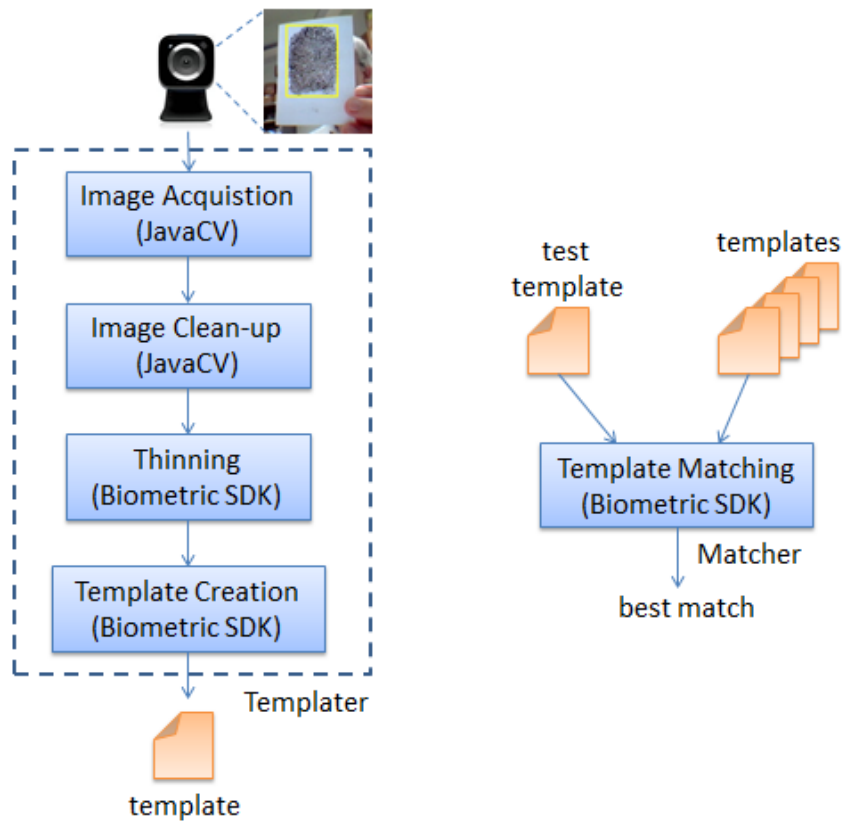 Image Acquistion
(JavaCV)
Image Clean-up
(JavaCV)
Thinning
(Biometric SDK)
Template Creation
(Biometric SDK)
Templater
template
test
template
templates
Template Matching
(Biometric SDK)
Matcher
best match